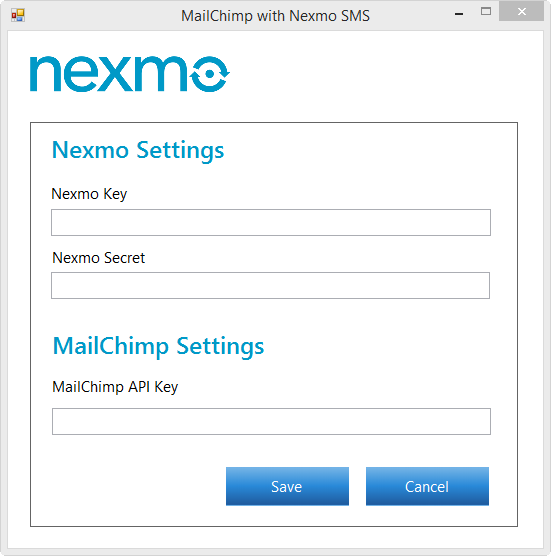 MailChimp with Nexmo SMS
nexmo
Nexmo Settings
Nexmo Key
Nexmo Secret
MailChimp Settings
MailChimp API Key
Save
Cancel